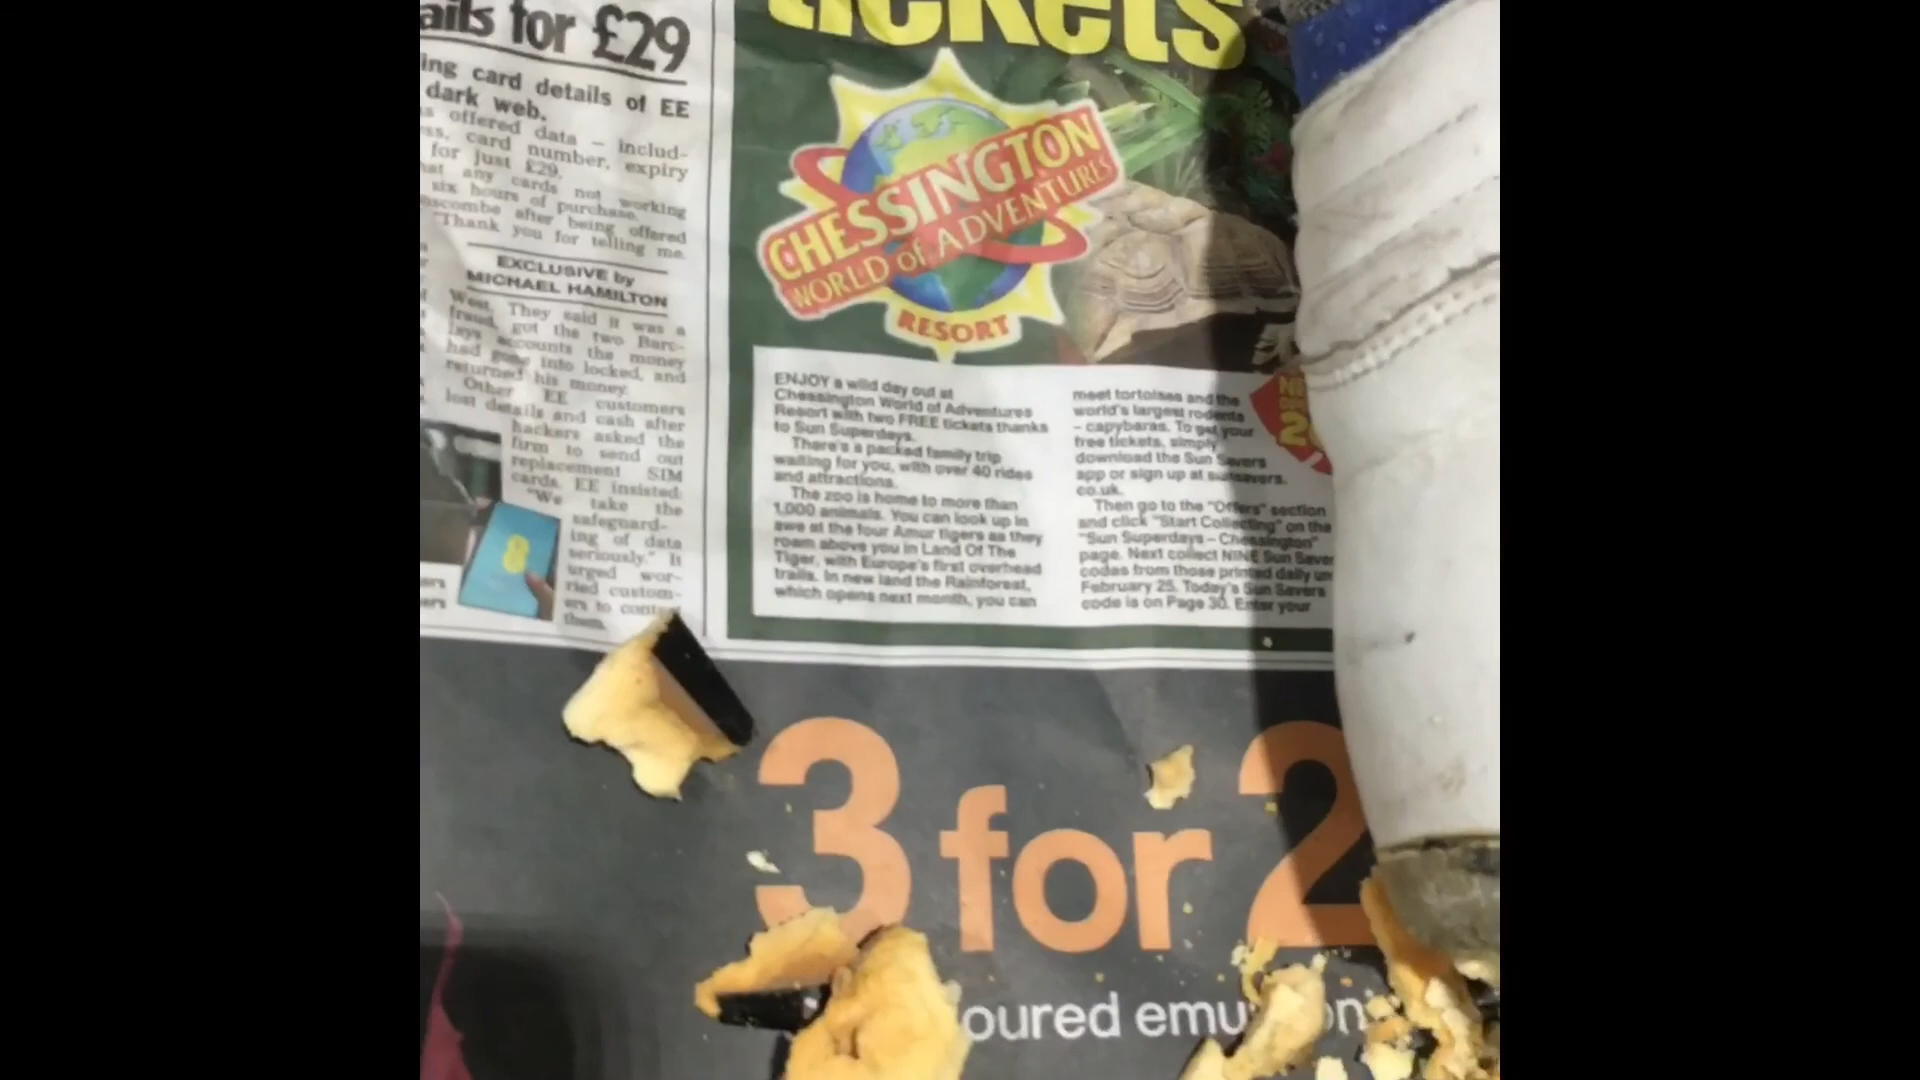 ails for £29
ing card details of EE
dark web.
offered data – includ-
ss, card number, expiry
for just £29.
hat any cards not working
six hours of purchase.
after being offered
"Thank you for telling me.
EXCLUSIVE by
MICHAEL HAMILTON
West. They said it was a
fraud, got the two Barc-
lays accounts the money
had gone into locked, and
returned his money.
Other EE customers
lost details and cash after
hackers asked the
firm to send out
replacement SIM
cards. EE insisted:
"We take the
safeguard-
ing of data
seriously." It
urged wor-
ried custom-
ers to contact
them.
tickets
CHESSINGTON
WORLD of ADVENTURES
RESORT
ENJOY a wild day out at
Chessington World of Adventures
Resort with two FREE tickets thanks
to Sun Superdays.
There's a packed family trip
waiting for you, with over 40 rides
and attractions.
The zoo is home to more than
1,000 animals. You can look up in
awe at the four Amur tigers as they
roam above you in Land Of The
Tiger, with Europe's first overhead
trails. In new land the Rainforest,
which opens next month, you can
meet tortoises and the
world's largest rodents
– capybaras. To get your
free tickets, simply
download the Sun Savers
app or sign up at sunsavers.
co.uk.
Then go to the "Offers" section
and click "Start Collecting" on the
"Sun Superdays – Chessington"
page. Next collect NINE Sun Saver
codes from those printed daily un
February 25. Today's Sun Savers
code is on Page 30. Enter your
3 for 2
oured emu on